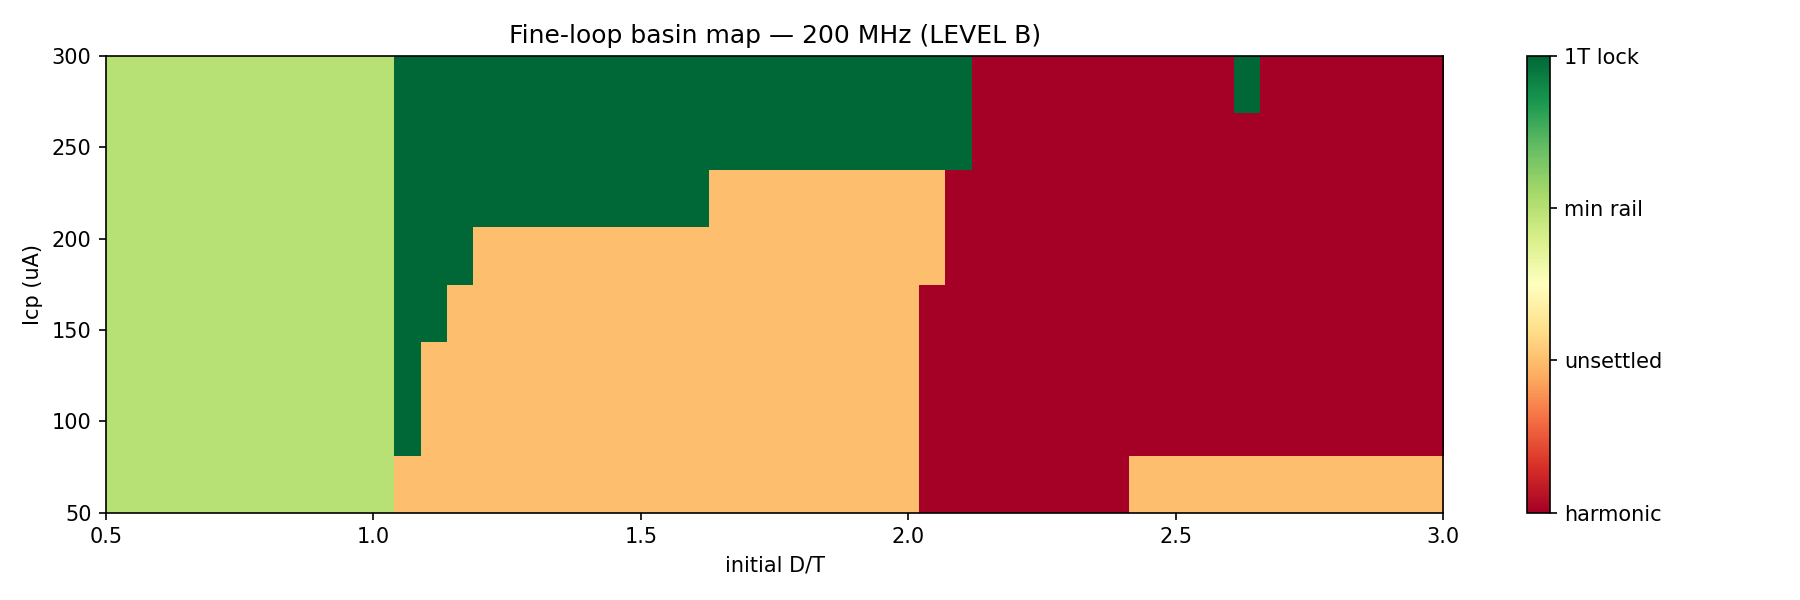 Fine-loop basin map — 200 MHz (LEVEL B)
300
250
200
150
100
50
Icp (uA)
0.5 1.0 1.5 2.0 2.5 3.0
initial D/T
1T lock
min rail
unsettled
harmonic